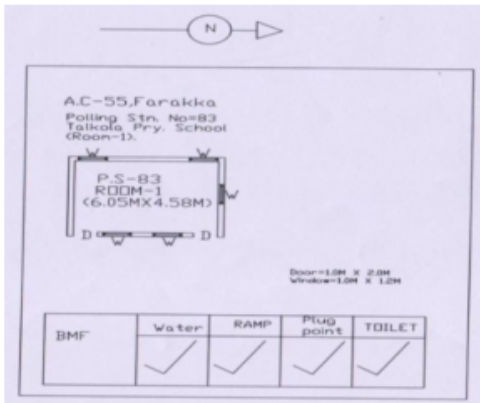 N
A.C-55,Farakka
Polling Stn. No=83
Talkola Pry. School
(Room-1).
W W
P.S-83
ROOM-1
(6.05MX4.58M)
W
D D
W W
Door=1.0M X 2.0M
Window=1.0M X 1.2M
BMF Water RAMP Plug point TOILET